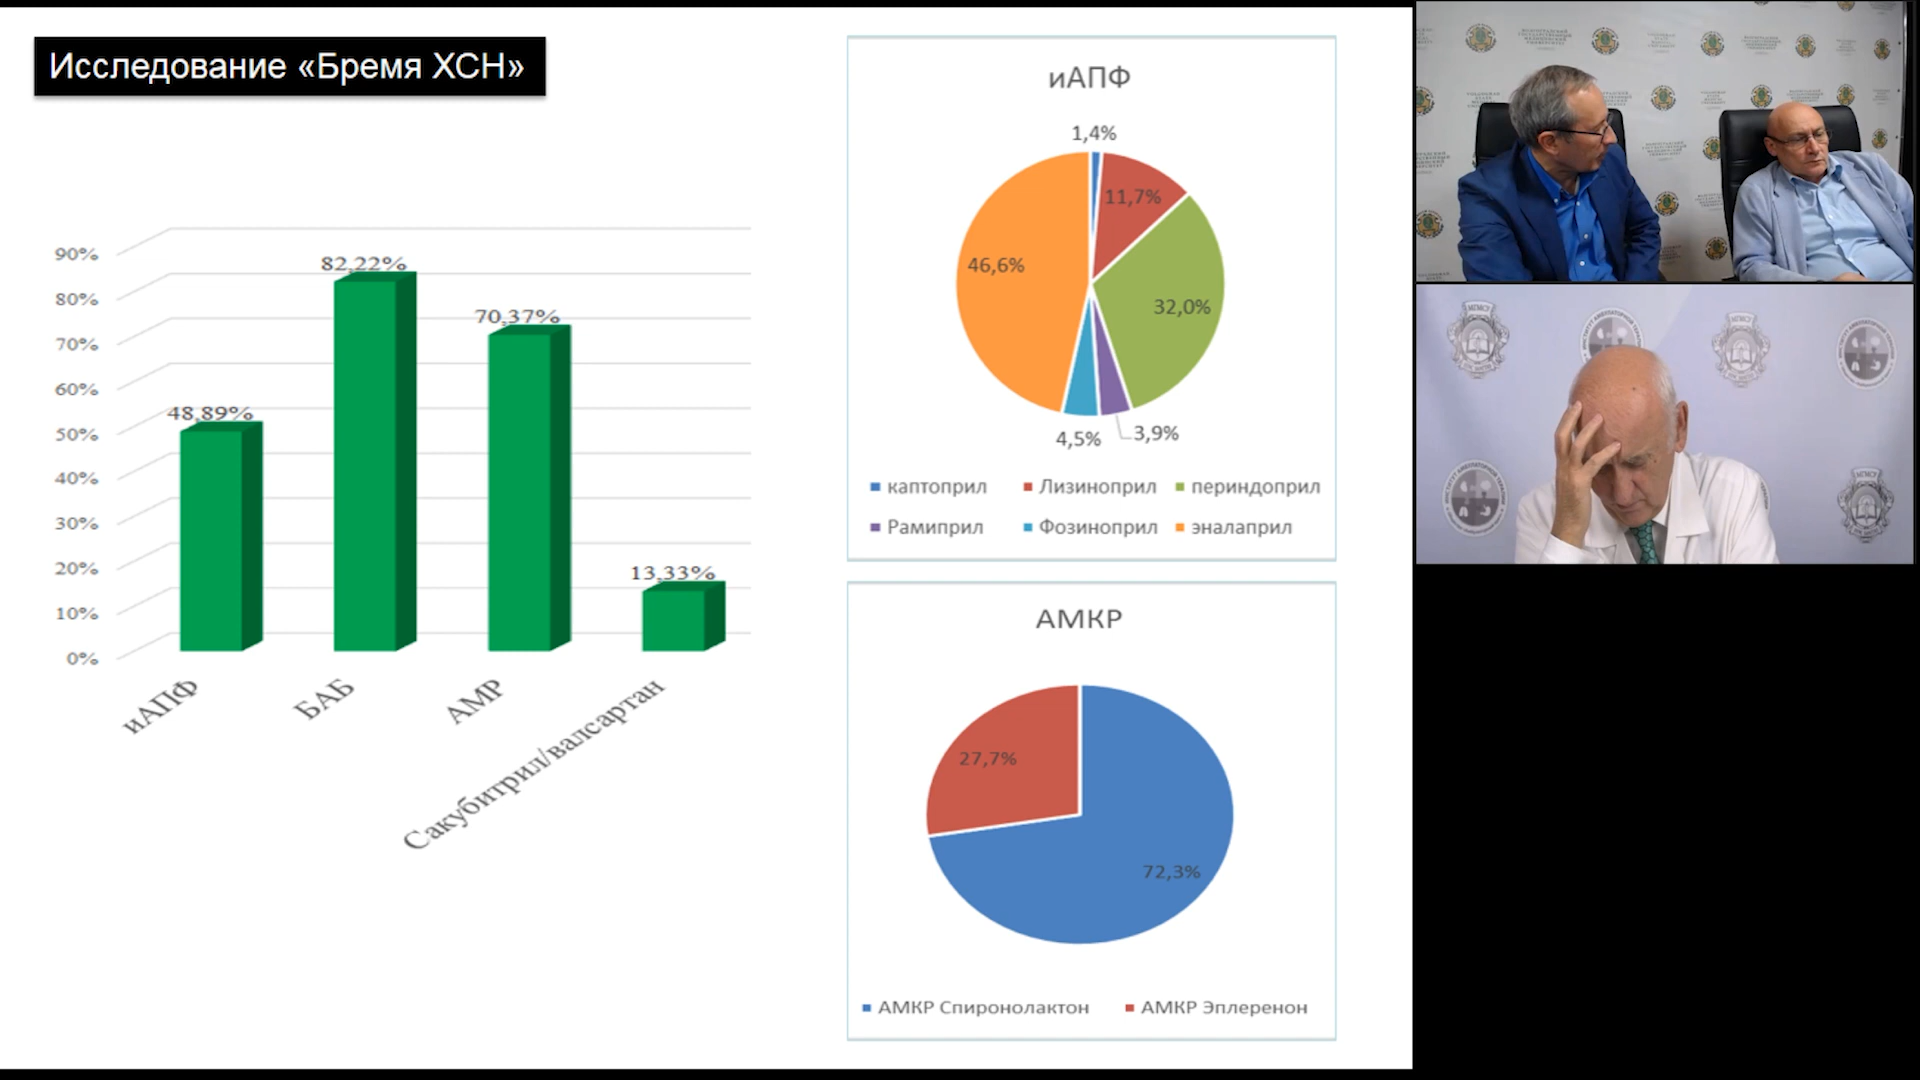 Исследование «Бремя ХСН»
90%
80%
70%
60%
50%
40%
30%
20%
10%
0%
48,89%
82,22%
70,37%
13,33%
иАПФ
БАБ
АМР
Сакубитрил/валсартан
иАПФ
1,4%
11,7%
46,6%
32,0%
4,5%
3,9%
каптоприл Лизиноприл периндоприл
Рамиприл Фозиноприл эналаприл
АМКР
27,7%
72,3%
АМКР Спиронолактон АМКР Эплеренон
МГМСУ